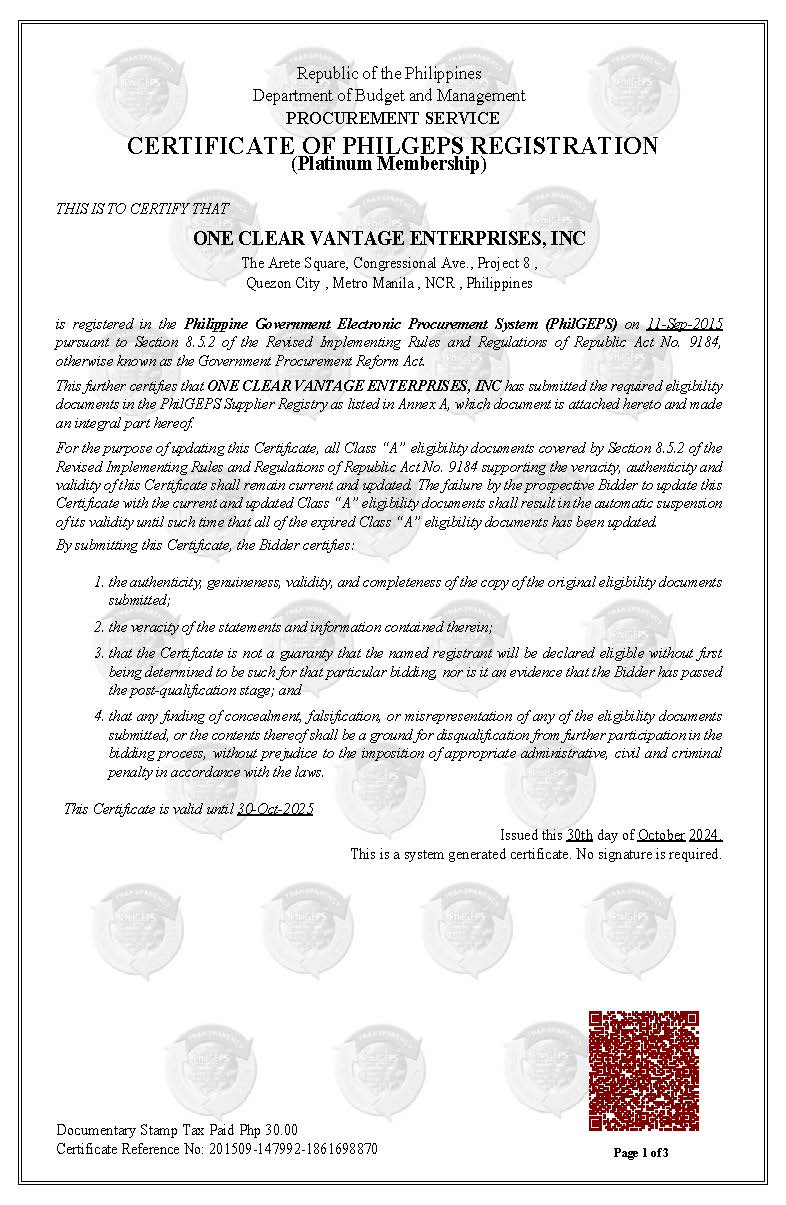 Republic of the Philippines
Department of Budget and Management
PROCUREMENT SERVICE
CERTIFICATE OF PHILGEPS REGISTRATION
(Platinum Membership)
THIS IS TO CERTIFY THAT
ONE CLEAR VANTAGE ENTERPRISES, INC
The Arete Square, Congressional Ave., Project 8 ,
Quezon City , Metro Manila , NCR , Philippines
is registered in the Philippine Government Electronic Procurement System (PhilGEPS) on 11-Sep-2015
pursuant to Section 8.5.2 of the Revised Implementing Rules and Regulations of Republic Act No. 9184,
otherwise known as the Government Procurement Reform Act.
This further certifies that ONE CLEAR VANTAGE ENTERPRISES, INC has submitted the required eligibility
documents in the PhilGEPS Supplier Registry as listed in Annex A, which document is attached hereto and made
an integral part hereof.
For the purpose of updating this Certificate, all Class “A” eligibility documents covered by Section 8.5.2 of the
Revised Implementing Rules and Regulations of Republic Act No. 9184 supporting the veracity, authenticity and
validity of this Certificate shall remain current and updated. The failure by the prospective Bidder to update this
Certificate with the current and updated Class “A” eligibility documents shall result in the automatic suspension
of its validity until such time that all of the expired Class “A” eligibility documents has been updated.
By submitting this Certificate, the Bidder certifies:
1. the authenticity, genuineness, validity, and completeness of the copy of the original eligibility documents
submitted;
2. the veracity of the statements and information contained therein;
3. that the Certificate is not a guaranty that the named registrant will be declared eligible without first
being determined to be such for that particular bidding, nor is it an evidence that the Bidder has passed
the post-qualification stage; and
4. that any finding of concealment, falsification, or misrepresentation of any of the eligibility documents
submitted, or the contents thereof shall be a ground for disqualification from further participation in the
bidding process, without prejudice to the imposition of appropriate administrative, civil and criminal
penalty in accordance with the laws.
This Certificate is valid until 30-Oct-2025
Issued this 30th day of October 2024.
This is a system generated certificate. No signature is required.
Documentary Stamp Tax Paid Php 30.00
Certificate Reference No: 201509-147992-1861698870
Page 1 of 3